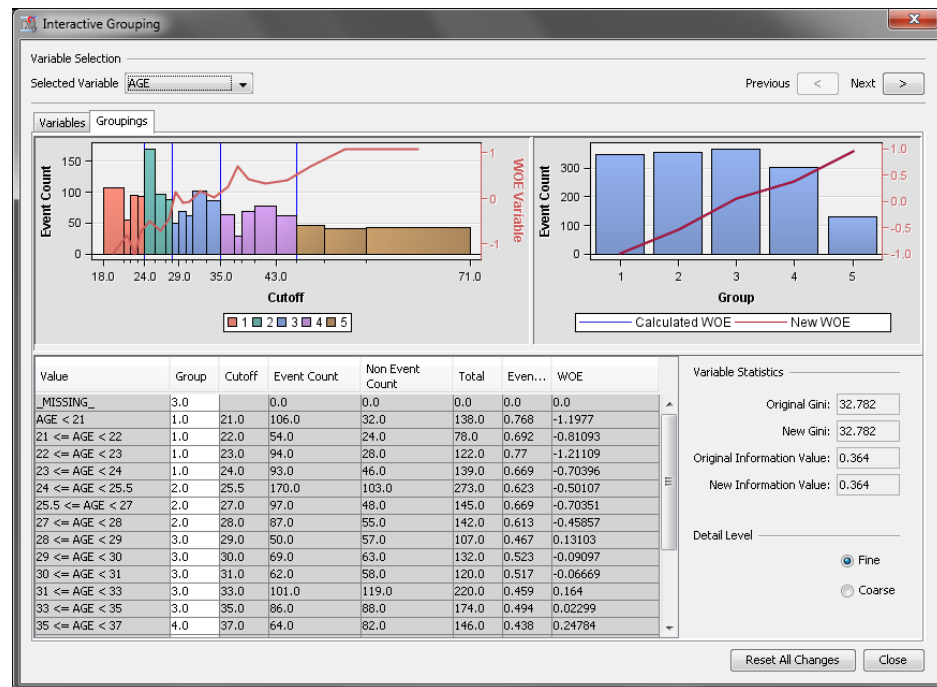 Interactive Grouping
Variable Selection
Selected Variable AGE
Previous < Next >
Variables Groupings
150
100
50
0
Event Count
1
0
-1
WOE Variable
18.0 24.0 29.0 35.0 43.0 71.0
Cutoff
1 2 3 4 5
300
200
100
0
Event Count
1.0
0.5
0.0
-0.5
-1.0
1 2 3 4 5
Group
Calculated WOE New WOE
Value Group Cutoff Event Count Non Event Count Total Even... WOE
_MISSING_ 3.0 0.0 0.0 0.0 0.0 0.0
AGE < 21 1.0 21.0 106.0 32.0 138.0 0.768 -1.1977
21 <= AGE < 22 1.0 22.0 54.0 24.0 78.0 0.692 -0.81093
22 <= AGE < 23 1.0 23.0 94.0 28.0 122.0 0.77 -1.21109
23 <= AGE < 24 1.0 24.0 93.0 46.0 139.0 0.669 -0.70396
24 <= AGE < 25.5 2.0 25.5 170.0 103.0 273.0 0.623 -0.50107
25.5 <= AGE < 27 2.0 27.0 97.0 48.0 145.0 0.669 -0.70351
27 <= AGE < 28 2.0 28.0 87.0 55.0 142.0 0.613 -0.45857
28 <= AGE < 29 3.0 29.0 50.0 57.0 107.0 0.467 0.13103
29 <= AGE < 30 3.0 30.0 69.0 63.0 132.0 0.523 -0.09097
30 <= AGE < 31 3.0 31.0 62.0 58.0 120.0 0.517 -0.06669
31 <= AGE < 33 3.0 33.0 101.0 119.0 220.0 0.459 0.164
33 <= AGE < 35 3.0 35.0 86.0 88.0 174.0 0.494 0.02299
35 <= AGE < 37 4.0 37.0 64.0 82.0 146.0 0.438 0.24784
Variable Statistics
Original Gini: 32.782
New Gini: 32.782
Original Information Value: 0.364
New Information Value: 0.364
Detail Level
Fine
Coarse
Reset All Changes Close